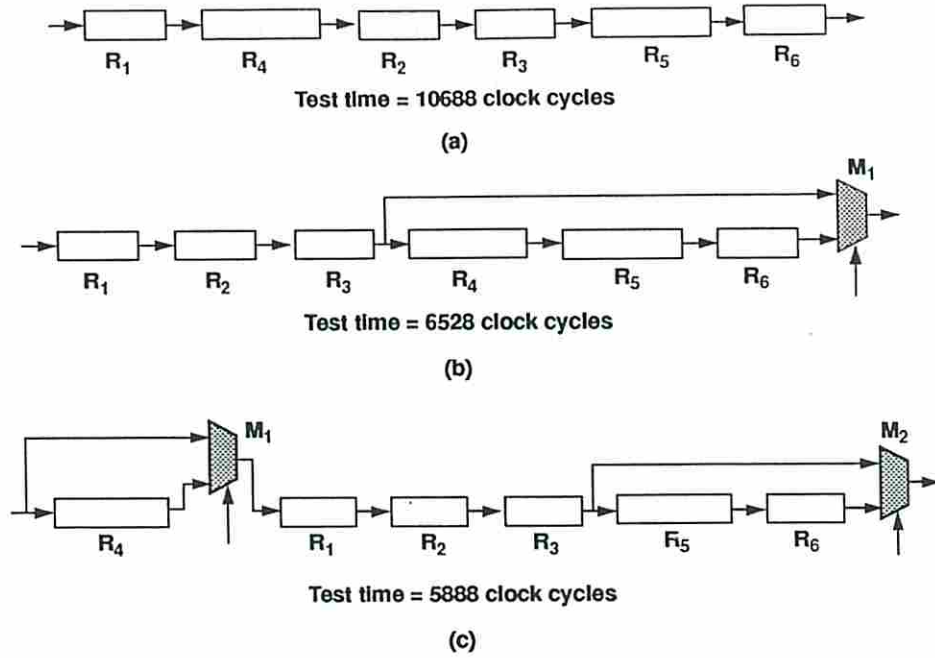 R1 R4 R2 R3 R5 R6
Test time = 10688 clock cycles
(a)
M1
R1 R2 R3 R4 R5 R6
Test time = 6528 clock cycles
(b)
M1 M2
R4 R1 R2 R3 R5 R6
Test time = 5888 clock cycles
(c)